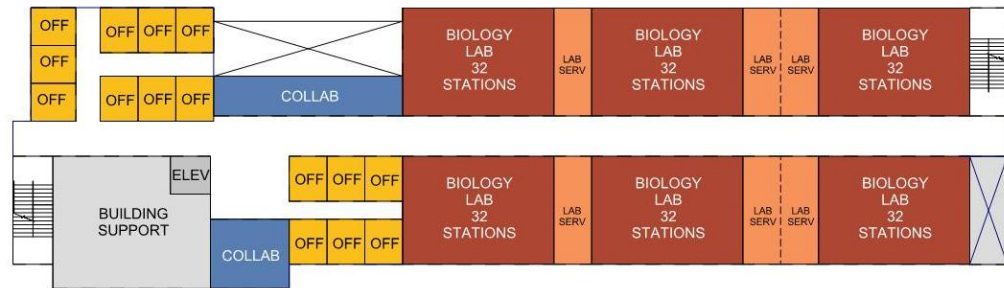 OFF
OFF OFF OFF
OFF
OFF
OFF OFF OFF
COLLAB
BIOLOGY
LAB
32
STATIONS
LAB
SERV
BIOLOGY
LAB
32
STATIONS
LAB
SERV
LAB
SERV
BIOLOGY
LAB
32
STATIONS
ELEV
BUILDING
SUPPORT
COLLAB
OFF OFF OFF
OFF OFF OFF
BIOLOGY
LAB
32
STATIONS
LAB
SERV
BIOLOGY
LAB
32
STATIONS
LAB
SERV
LAB
SERV
BIOLOGY
LAB
32
STATIONS